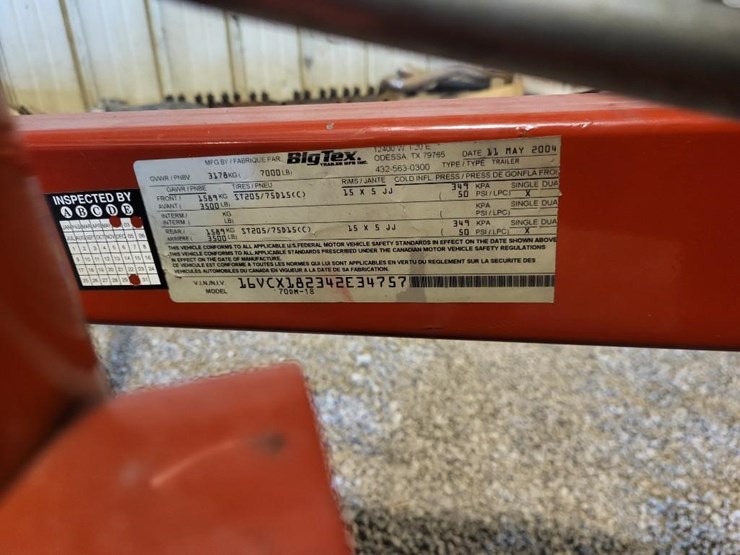 MFG BY / FABRIQUE PAR BigTex TRAILER MFG INC.
ODESSA, TX 79765 DATE 11 MAY 2004
432-563-0300 TYPE / TYPE TRAILER
GVWR / PNBV 3178 KG ( 7000 LB)
GAWR / PNBE TIRES / PNEU RIMS / JANTE COLD INFL. PRESS / PRESS DE GONFLA FROI
FRONT / 1589 KG ST205/75D15(C) 15 X 5 JJ 349 KPA SINGLE DUA
AVANT ( 3500 LB) ( 50 PSI / LPC) X
INTERM./ KG KPA SINGLE DUA
INTERM. ( LB) ( PSI / LPC)
REAR / 1589 KG ST205/75D15(C) 15 X 5 JJ 349 KPA SINGLE DUA
ARRIERE ( 3500 LB) ( 50 PSI / LPC) X
THIS VEHICLE CONFORMS TO ALL APPLICABLE U.S. FEDERAL MOTOR VEHICLE SAFETY STANDARDS IN EFFECT ON THE DATE SHOWN ABOVE
THIS VEHICLE CONFORMS TO ALL APPLICABLE STANDARDS PRESCRIBED UNDER THE CANADIAN MOTOR VEHICLE SAFETY REGULATIONS
IN EFFECT ON THE DATE OF MANUFACTURE.
CE VEHICULE EST CONFORME A TOUTES LES NORMES QUI LUI SONT APPLICABLES EN VERTU DU REGLEMENT SUR LA SECURITE DES
VEHICULES AUTOMOBILES DU CANADA EN VIGUEUR A LA DATE DE SA FABRICATION.
V.I.N./N.I.V. 16VCX182342E34757
MODEL 70DM-18
INSPECTED BY
A B C D E